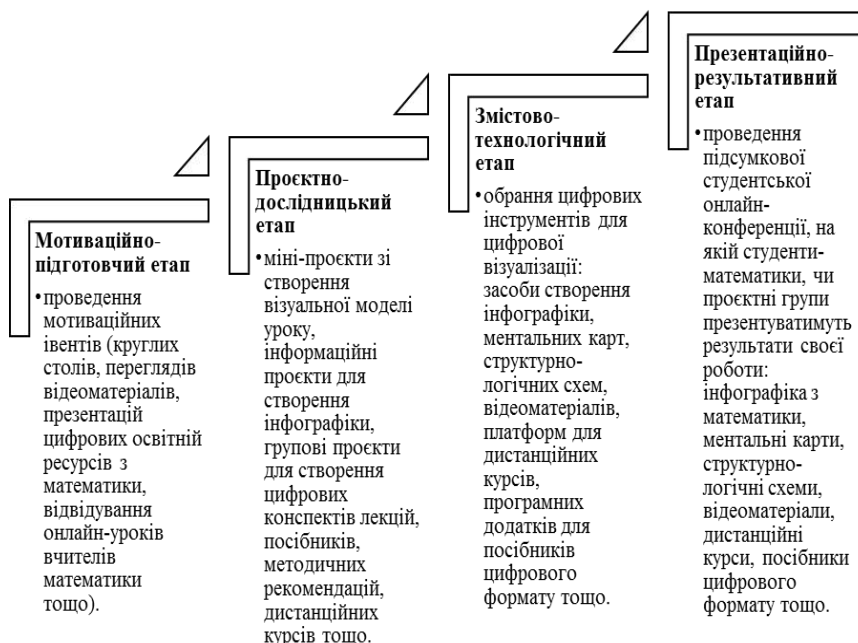 Мотиваційно-
підготовчий етап
•проведення
мотиваційних
івентів (круглих
столів, переглядів
відеоматеріалів,
презентацій
цифрових освітній
ресурсів з
математики,
відвідування
онлайн-уроків
вчителів
математики
тощо).
Проєктно-
дослідницький
етап
•міні-проєкти зі
створення
візуальної моделі
уроку,
інформаційні
проєкти для
створення
інфографіки,
групові проєкти
для створення
цифрових
конспектів лекцій,
посібників,
методичних
рекомендацій,
дистанційних
курсів тощо.
Змістово-
технологічний
етап
•обрання цифрових
інструментів для
цифрової
візуалізації:
засоби створення
інфографіки,
ментальних карт,
структурно-
логічних схем,
відеоматеріалів,
платформ для
дистанційних
курсів,
програмних
додатків для
посібників
цифрового
формату тощо.
Презентаційно-
результативний
етап
•проведення
підсумкової
студентської
онлайн-
конференції, на
якій студенти-
математики, чи
проєктні групи
презентуватимуть
результати своєї
роботи:
інфографіка з
математики,
ментальні карти,
структурно-
логічні схеми,
відеоматеріали,
дистанційні
курси, посібники
цифрового
формату тощо.